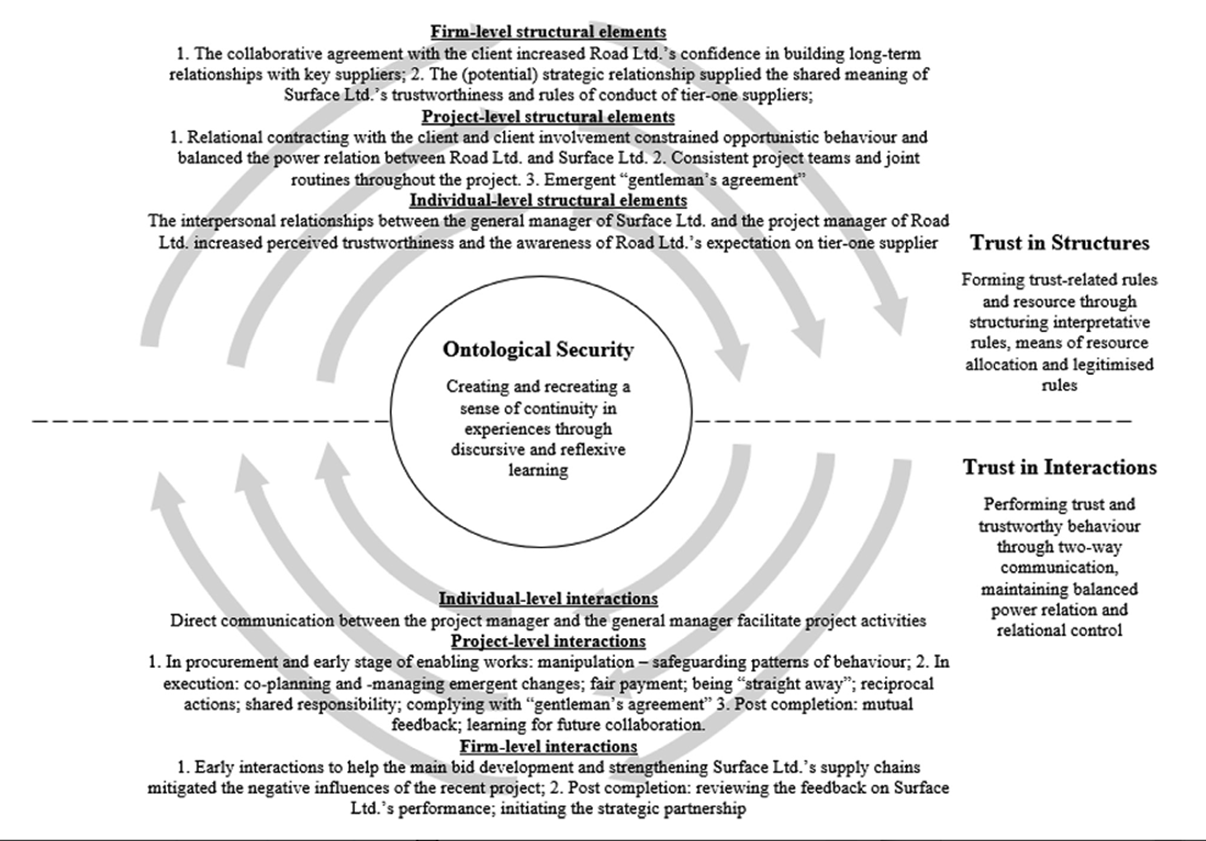 Firm-level structural elements
1. The collaborative agreement with the client increased Road Ltd.’s confidence in building long-term
relationships with key suppliers; 2. The (potential) strategic relationship supplied the shared meaning of
Surface Ltd.’s trustworthiness and rules of conduct of tier-one suppliers;
Project-level structural elements
1. Relational contracting with the client and client involvement constrained opportunistic behaviour and
balanced the power relation between Road Ltd. and Surface Ltd. 2. Consistent project teams and joint
routines throughout the project. 3. Emergent “gentleman’s agreement”
Individual-level structural elements
The interpersonal relationships between the general manager of Surface Ltd. and the project manager of Road
Ltd. increased perceived trustworthiness and the awareness of Road Ltd.’s expectation on tier-one supplier
Trust in Structures
Forming trust-related rules
and resource through
structuring interpretative
rules, means of resource
allocation and legitimised
rules
Ontological Security
Creating and recreating a
sense of continuity in
experiences through
discursive and reflexive
learning
Trust in Interactions
Performing trust and
trustworthy behaviour
through two-way
communication,
maintaining balanced
power relation and
relational control
Individual-level interactions
Direct communication between the project manager and the general manager facilitate project activities
Project-level interactions
1. In procurement and early stage of enabling works: manipulation – safeguarding patterns of behaviour; 2. In
execution: co-planning and -managing emergent changes; fair payment; being “straight away”; reciprocal
actions; shared responsibility; complying with “gentleman’s agreement” 3. Post completion: mutual
feedback; learning for future collaboration.
Firm-level interactions
1. Early interactions to help the main bid development and strengthening Surface Ltd.’s supply chains
mitigated the negative influences of the recent project; 2. Post completion: reviewing the feedback on Surface
Ltd.’s performance; initiating the strategic partnership